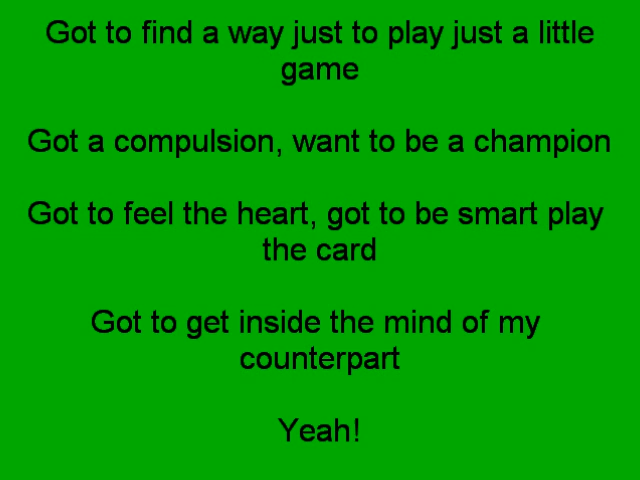 Got to find a way just to play just a little
game
Got a compulsion, want to be a champion
Got to feel the heart, got to be smart play
the card
Got to get inside the mind of my
counterpart
Yeah!